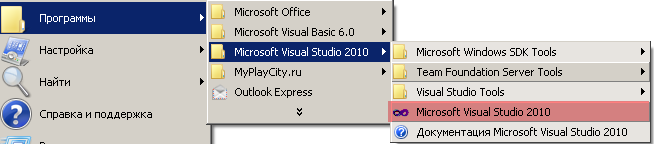 Программы
Настройка
Найти
Справка и поддержка
Microsoft Office
Microsoft Visual Basic 6.0
Microsoft Visual Studio 2010
MyPlayCity.ru
Outlook Express
Microsoft Windows SDK Tools
Team Foundation Server Tools
Visual Studio Tools
Microsoft Visual Studio 2010
Документация Microsoft Visual Studio 2010